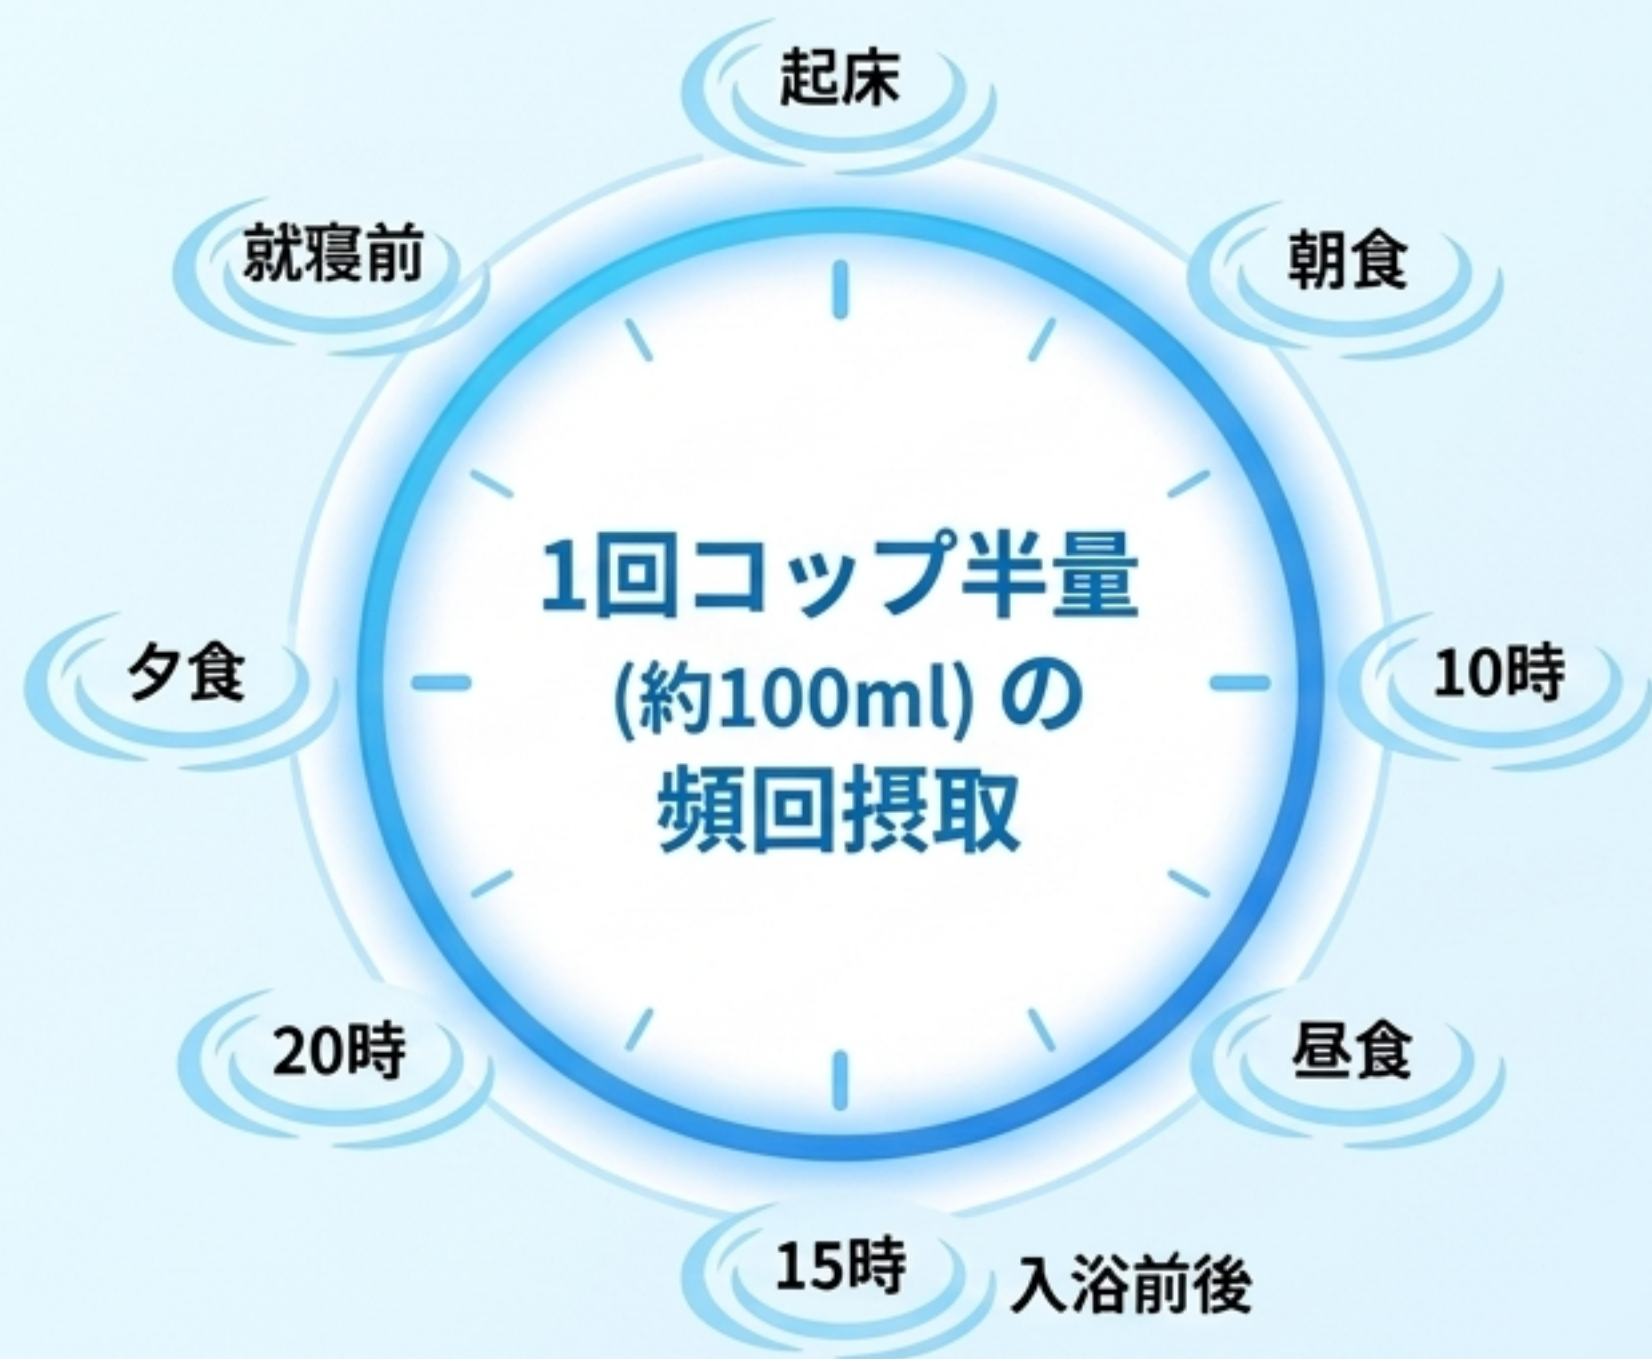 起床
朝食
10時
昼食
15時
入浴前後
20時
夕食
就寝前
1回コップ半量
(約100ml) の
頻回摂取